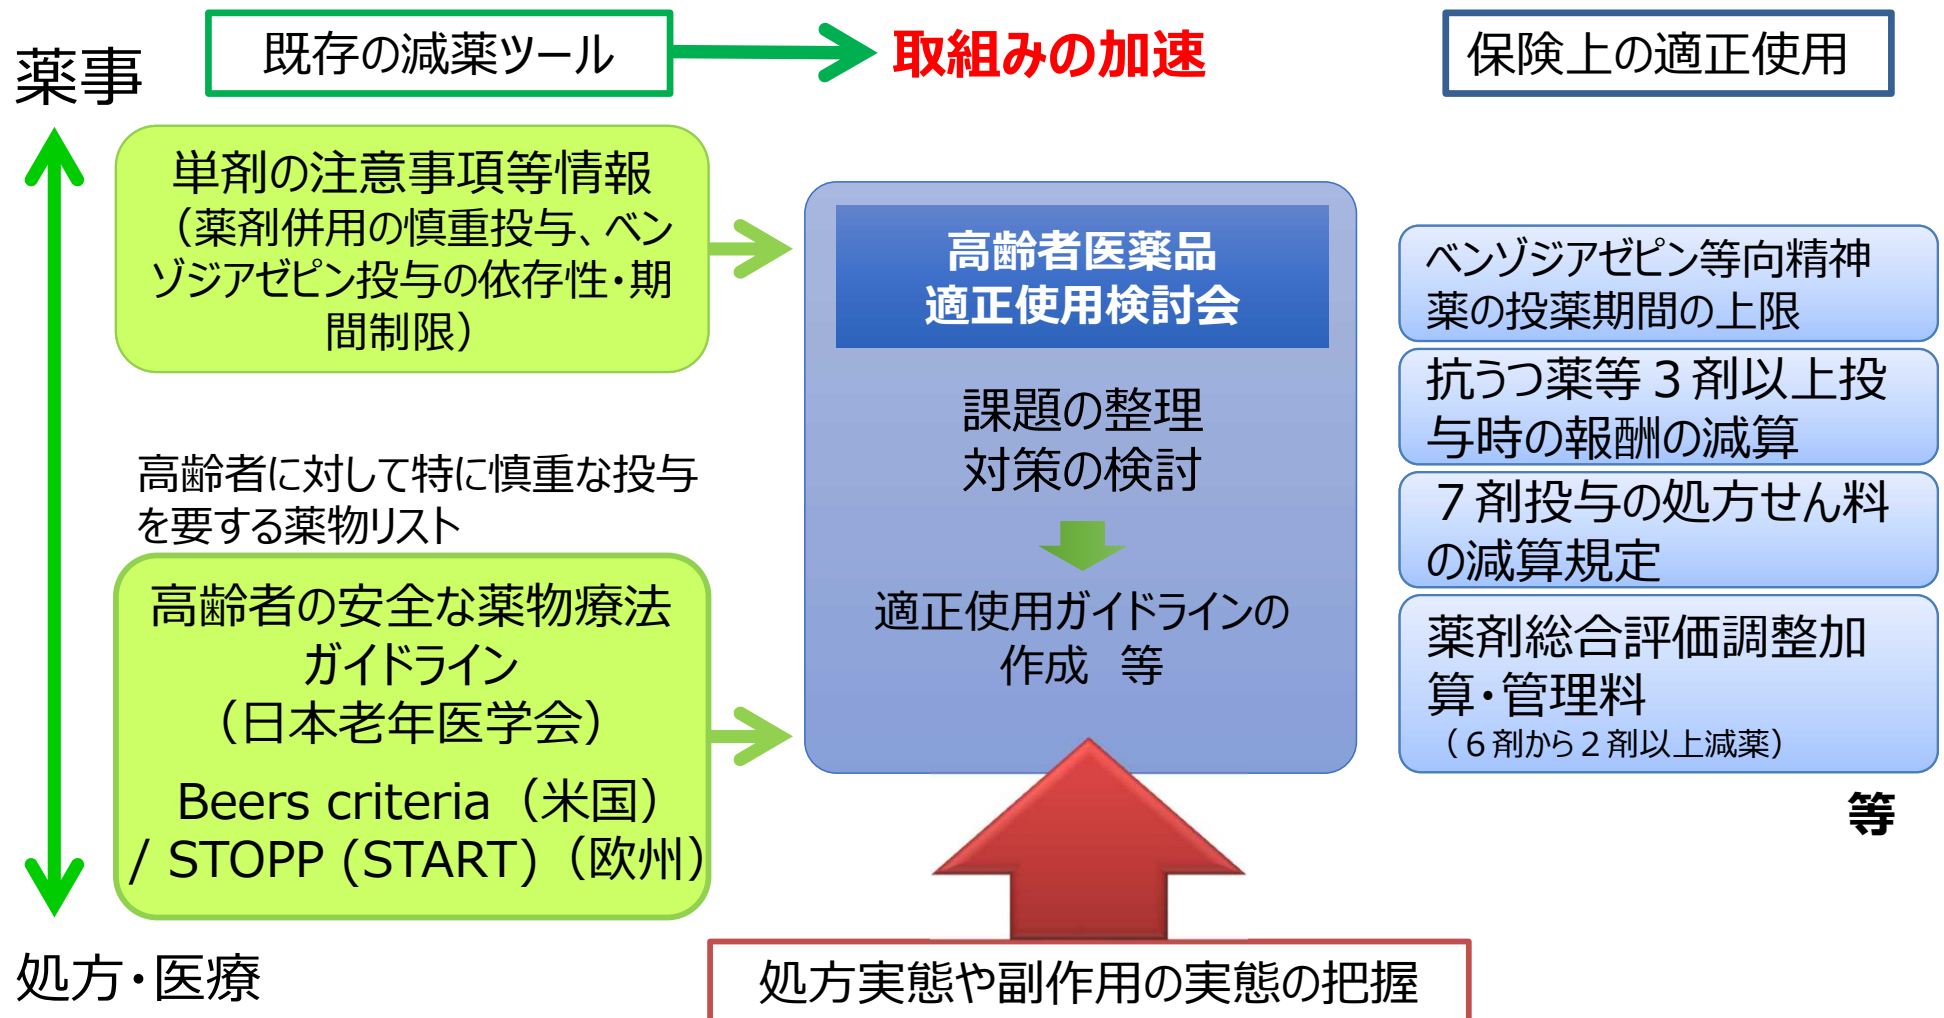 薬事
既存の減薬ツール
取組みの加速
保険上の適正使用
単剤の注意事項等情報
（薬剤併用の慎重投与、ベン
ゾジアゼピン投与の依存性・期
間制限）
高齢者に対して特に慎重な投与
を要する薬物リスト
高齢者の安全な薬物療法
ガイドライン
（日本老年医学会）
Beers criteria（米国）
/ STOPP (START)（欧州）
処方・医療
高齢者医薬品
適正使用検討会
課題の整理
対策の検討
適正使用ガイドラインの
作成　等
処方実態や副作用の実態の把握
ベンゾジアゼピン等向精神
薬の投薬期間の上限
抗うつ薬等３剤以上投
与時の報酬の減算
７剤投与の処方せん料
の減算規定
薬剤総合評価調整加
算・管理料
（６剤から２剤以上減薬）
等